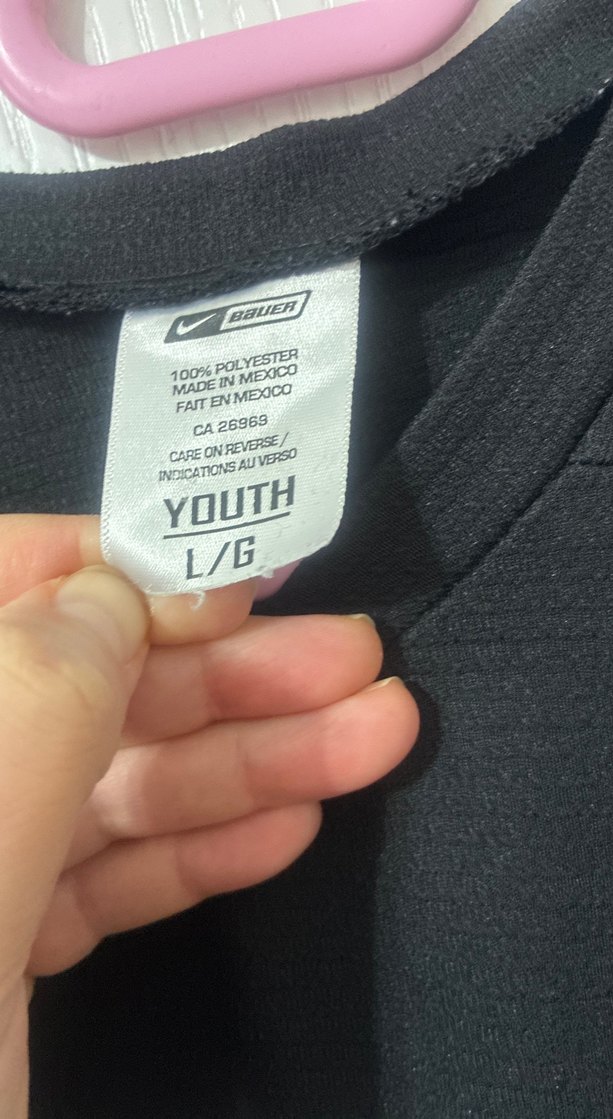 BAUER
100% POLYESTER
MADE IN MEXICO
FAIT EN MEXICO
CA 26969
CARE ON REVERSE /
INDICATIONS AU VERSO
YOUTH
L/G